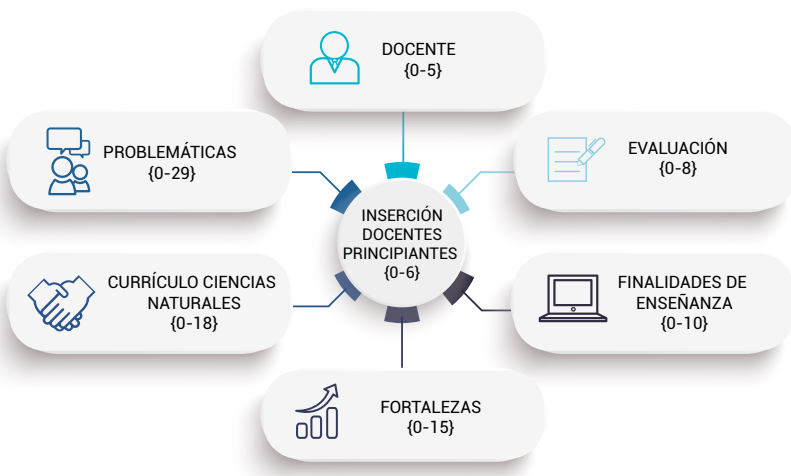 DOCENTE
{0-5}
PROBLEMÁTICAS
{0-29}
EVALUACIÓN
{0-8}
INSERCIÓN
DOCENTES
PRINCIPIANTES
{0-6}
CURRÍCULO CIENCIAS
NATURALES
{0-18}
FINALIDADES DE
ENSEÑANZA
{0-10}
FORTALEZAS
{0-15}